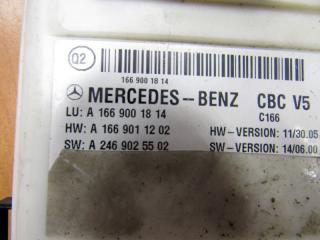 Q2
166 900 18 14
MERCEDES--BENZ CBC V5
C166
LU: A 166 900 18 14
HW: A 166 901 12 02 HW-VERSION: 11/30.05
SW: A 246 902 55 02 SW-VERSION: 14/06.00